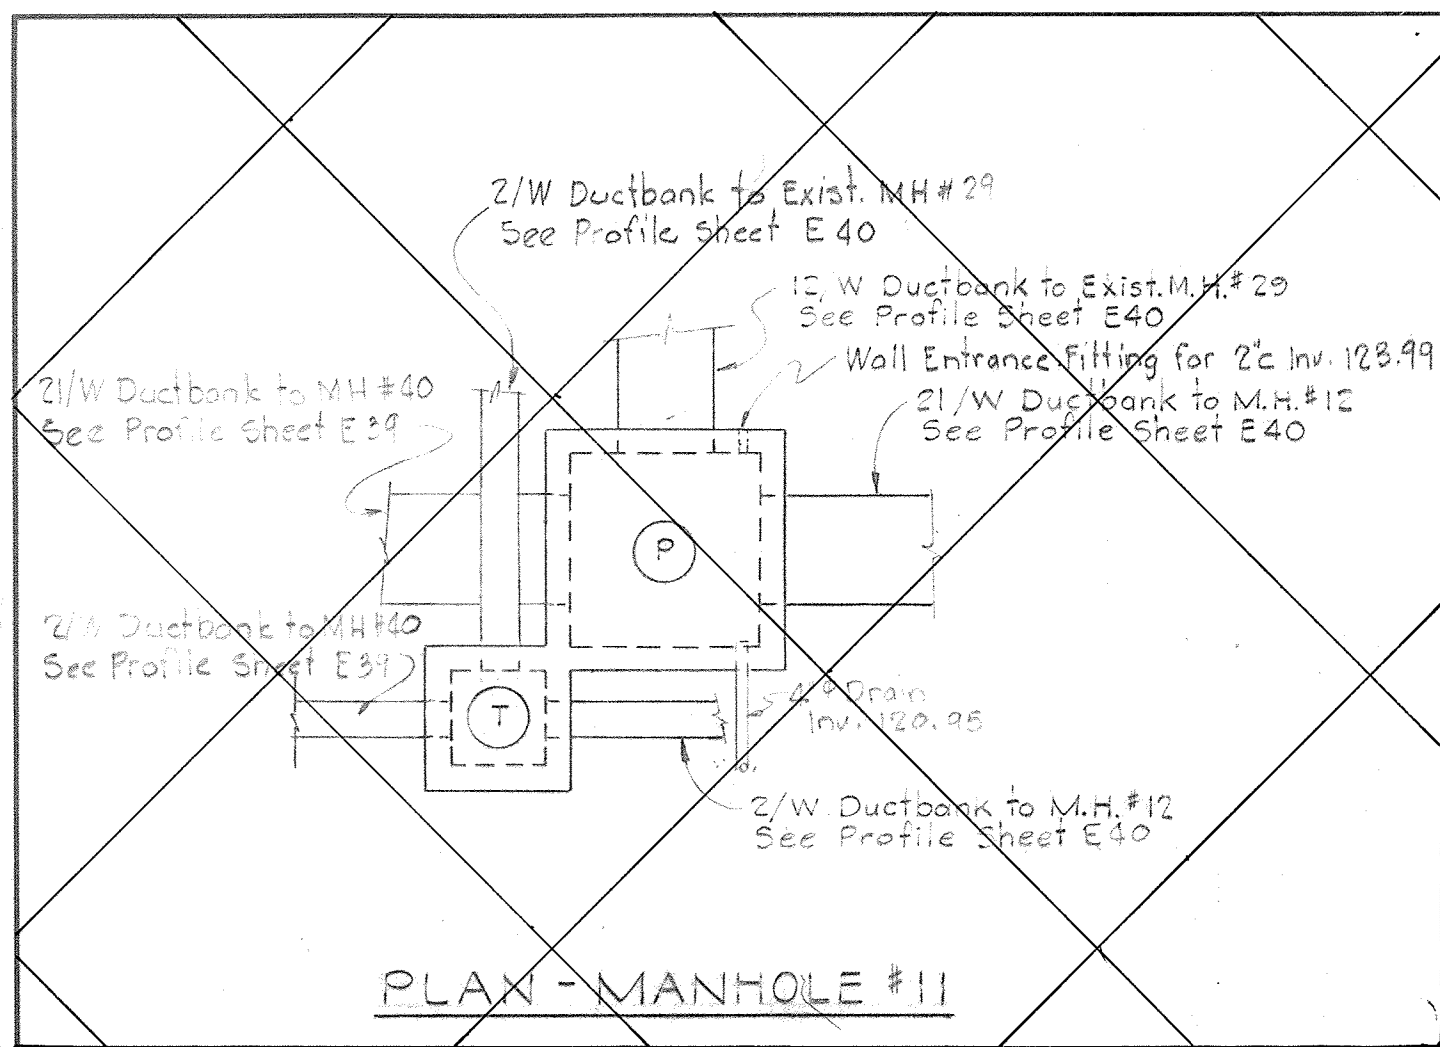 2/W Ductbank to Exist. MH #29
See Profile Sheet E40
12/W Ductbank to Exist. M.H. #29
See Profile Sheet E40
Wall Entrance Fitting for 2"c Inv. 123.99
21/W Ductbank to M.H. #12
See Profile Sheet E40
21/W Ductbank to MH #40
See Profile Sheet E39
P
2/W Ductbank to MH #40
See Profile Sheet E39
T
4"φ Drain
Inv. 120.95
2/W Ductbank to M.H. #12
See Profile Sheet E40
PLAN - MANHOLE #11